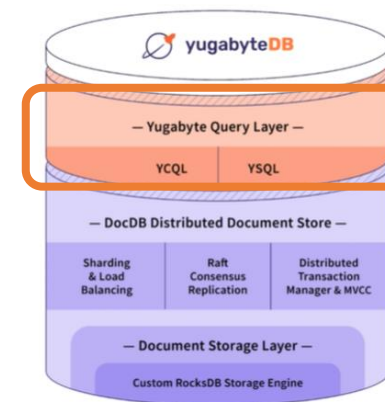 yugabyteDB
— Yugabyte Query Layer —
YCQL YSQL
— DocDB Distributed Document Store —
Sharding
& Load
Balancing
Raft
Consensus
Replication
Distributed
Transaction
Manager & MVCC
— Document Storage Layer —
Custom RocksDB Storage Engine